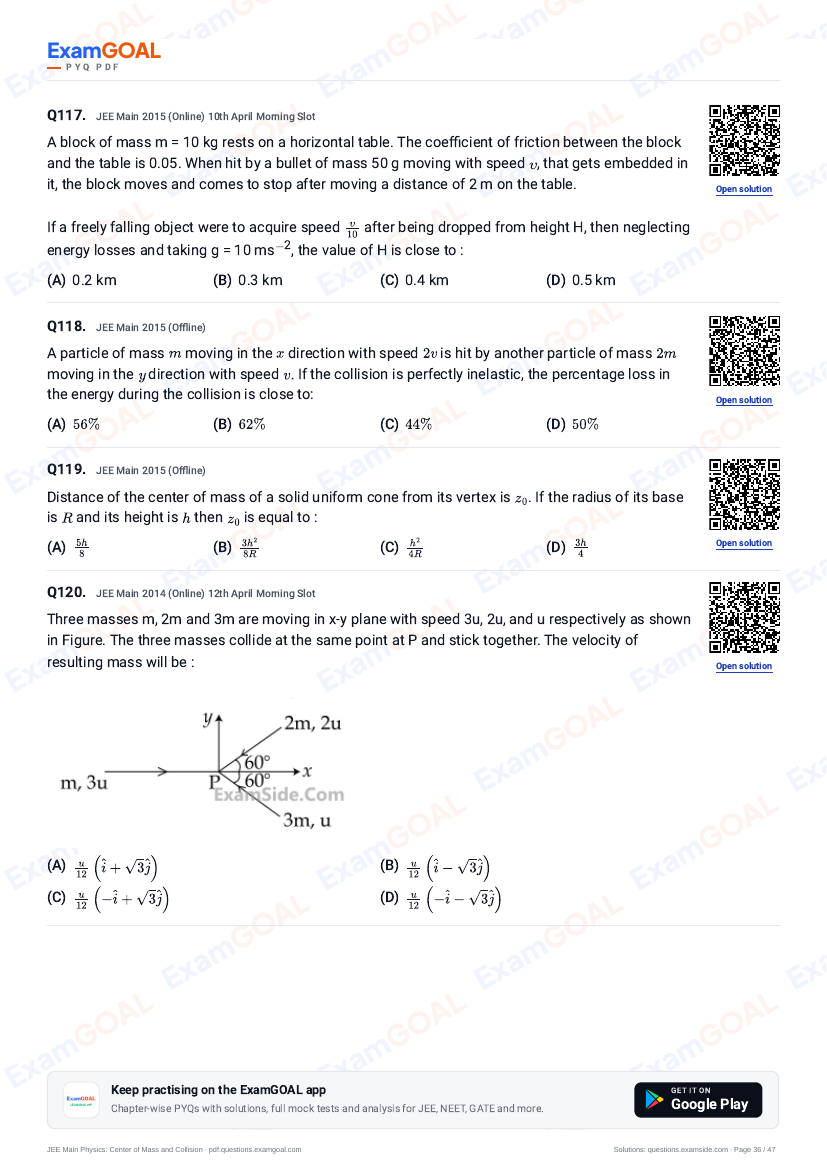 ExamGOAL
PYQ PDF
Q117. JEE Main 2015 (Online) 10th April Morning Slot
A block of mass m = 10 kg rests on a horizontal table. The coefficient of friction between the block
and the table is 0.05. When hit by a bullet of mass 50 g moving with speed v, that gets embedded in
it, the block moves and comes to stop after moving a distance of 2 m on the table.
Open solution
If a freely falling object were to acquire speed v/10 after being dropped from height H, then neglecting
energy losses and taking g = 10 ms⁻², the value of H is close to :
(A) 0.2 km (B) 0.3 km (C) 0.4 km (D) 0.5 km
Q118. JEE Main 2015 (Offline)
A particle of mass m moving in the x direction with speed 2v is hit by another particle of mass 2m
moving in the y direction with speed v. If the collision is perfectly inelastic, the percentage loss in
the energy during the collision is close to:
Open solution
(A) 56% (B) 62% (C) 44% (D) 50%
Q119. JEE Main 2015 (Offline)
Distance of the center of mass of a solid uniform cone from its vertex is z₀. If the radius of its base
is R and its height is h then z₀ is equal to :
Open solution
(A) 5h/8 (B) 3h²/8R (C) h²/4R (D) 3h/4
Q120. JEE Main 2014 (Online) 12th April Morning Slot
Three masses m, 2m and 3m are moving in x-y plane with speed 3u, 2u, and u respectively as shown
in Figure. The three masses collide at the same point at P and stick together. The velocity of
resulting mass will be :
Open solution
y
2m, 2u
60°
x
m, 3u
P
60°
ExamSide.Com
3m, u
(A) u/12 (î + √3ĵ) (B) u/12 (î − √3ĵ)
(C) u/12 (−î + √3ĵ) (D) u/12 (−î − √3ĵ)
Keep practising on the ExamGOAL app
Chapter-wise PYQs with solutions, full mock tests and analysis for JEE, NEET, GATE and more.
GET IT ON
Google Play
JEE Main Physics: Center of Mass and Collision · pdf.questions.examgoal.com
Solutions: questions.examside.com · Page 36 / 47